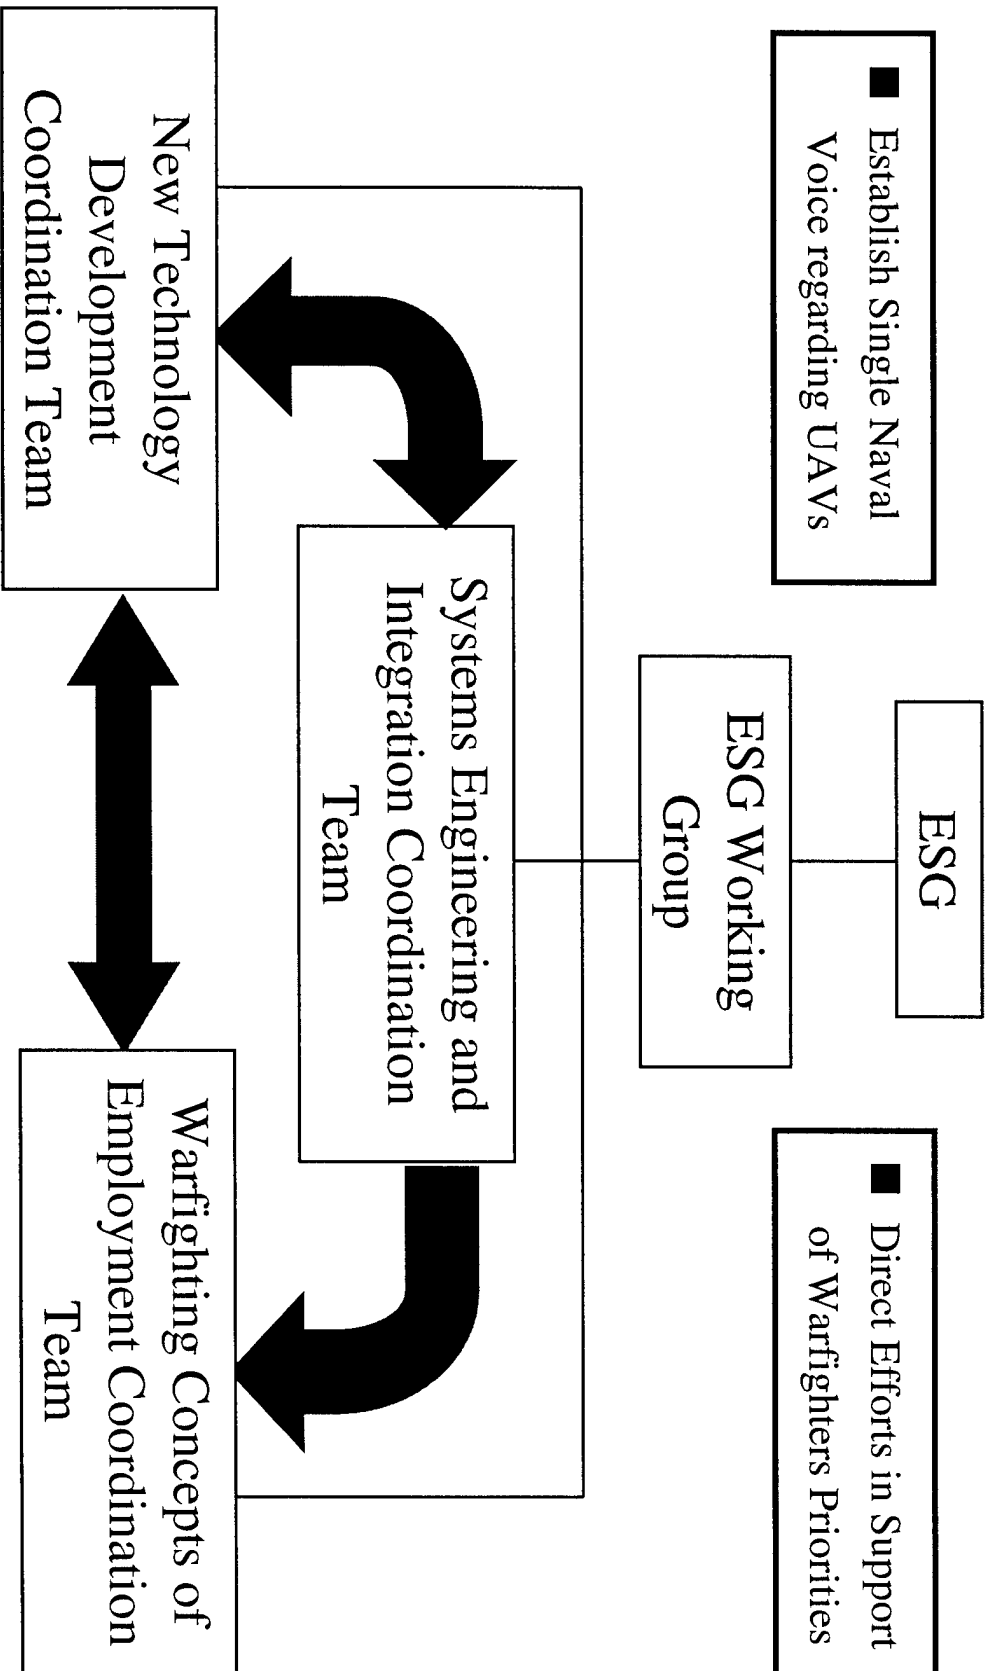 ESG
■ Establish Single Naval
Voice regarding UAVs
■ Direct Efforts in Support
of Warfighters Priorities
ESG Working
Group
Systems Engineering and
Integration Coordination
Team
New Technology
Development
Coordination Team
Warfighting Concepts of
Employment Coordination
Team